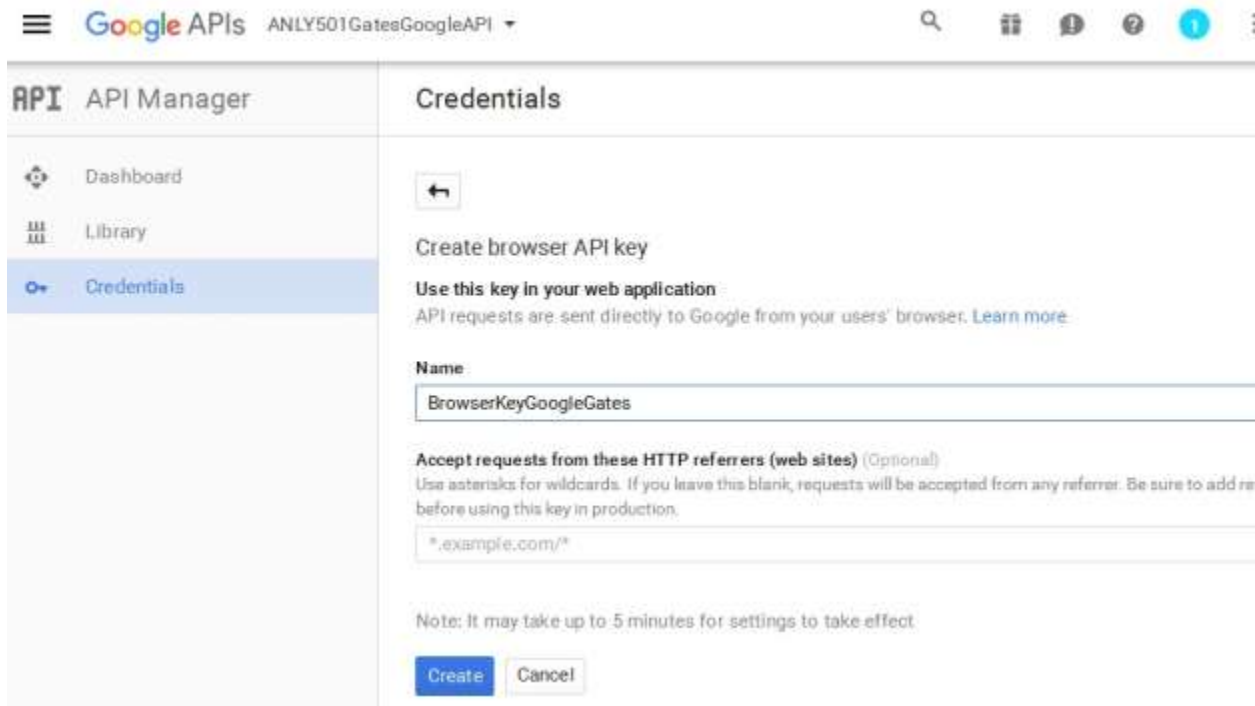 Google APIs ANLY501GatesGoogleAPI
1
API API Manager
Credentials
Dashboard
Library
Credentials
Create browser API key
Use this key in your web application
API requests are sent directly to Google from your users' browser. Learn more
Name
BrowserKeyGoogleGates
Accept requests from these HTTP referrers (web sites) (Optional)
Use asterisks for wildcards. If you leave this blank, requests will be accepted from any referrer. Be sure to add re
before using this key in production.
*.example.com/*
Note: It may take up to 5 minutes for settings to take effect
Create Cancel